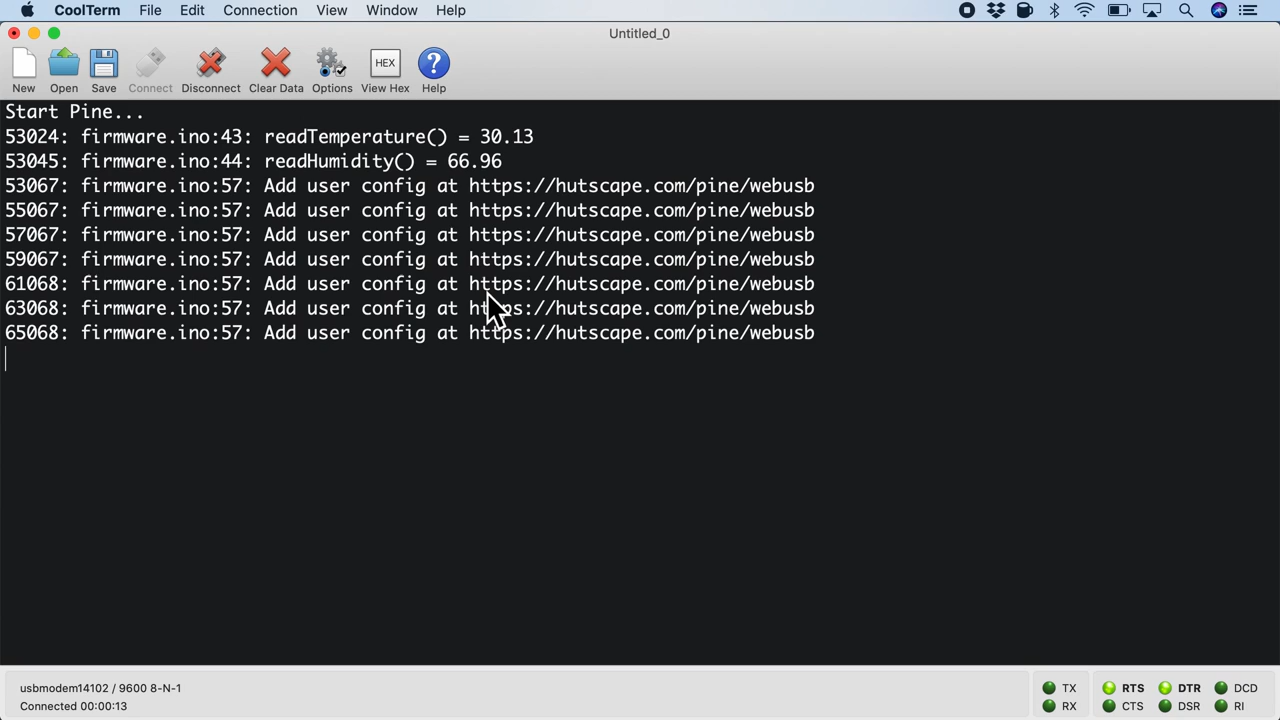 CoolTerm File Edit Connection View Window Help
Untitled_0
HEX
New Open Save Connect Disconnect Clear Data Options View Hex Help
Start Pine...
53024: firmware.ino:43: readTemperature() = 30.13
53045: firmware.ino:44: readHumidity() = 66.96
53067: firmware.ino:57: Add user config at https://hutscape.com/pine/webusb
55067: firmware.ino:57: Add user config at https://hutscape.com/pine/webusb
57067: firmware.ino:57: Add user config at https://hutscape.com/pine/webusb
59067: firmware.ino:57: Add user config at https://hutscape.com/pine/webusb
61068: firmware.ino:57: Add user config at https://hutscape.com/pine/webusb
63068: firmware.ino:57: Add user config at https://hutscape.com/pine/webusb
65068: firmware.ino:57: Add user config at https://hutscape.com/pine/webusb
usbmodem14102 / 9600 8-N-1
Connected 00:00:13
TX RTS DTR DCD
RX CTS DSR RI